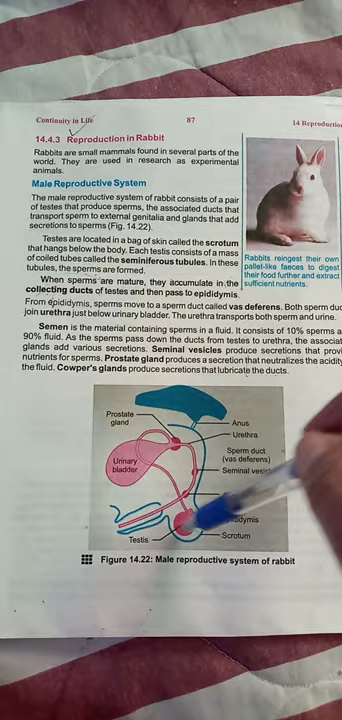 Continuity in Life 87 14 Reproduction
14.4.3 Reproduction in Rabbit
Rabbits are small mammals found in several parts of the
world. They are used in research as experimental
animals.
Male Reproductive System
The male reproductive system of rabbit consists of a pair
of testes that produce sperms, the associated ducts that
transport sperm to external genitalia and glands that add
secretions to sperms (Fig. 14.22).
Testes are located in a bag of skin called the scrotum
that hangs below the body. Each testis consists of a mass
of coiled tubes called the seminiferous tubules. In these
tubules, the sperms are formed.
When sperms are mature, they accumulate in the
collecting ducts of testes and then pass to epididymis.
Rabbits reingest their own
pallet-like faeces to digest
their food further and extract
sufficient nutrients.
From epididymis, sperms move to a sperm duct called vas deferens. Both sperm duc
join urethra just below urinary bladder. The urethra transports both sperm and urine.
Semen is the material containing sperms in a fluid. It consists of 10% sperms a
90% fluid. As the sperms pass down the ducts from testes to urethra, the associat
glands add various secretions. Seminal vesicles produce secretions that provi
nutrients for sperms. Prostate gland produces a secretion that neutralizes the acidity
the fluid. Cowper's glands produce secretions that lubricate the ducts.
Prostate
gland
Anus
Urethra
Urinary
bladder
Sperm duct
(vas deferens)
Seminal vesicl
didymis
Scrotum
Testis
Figure 14.22: Male reproductive system of rabbit